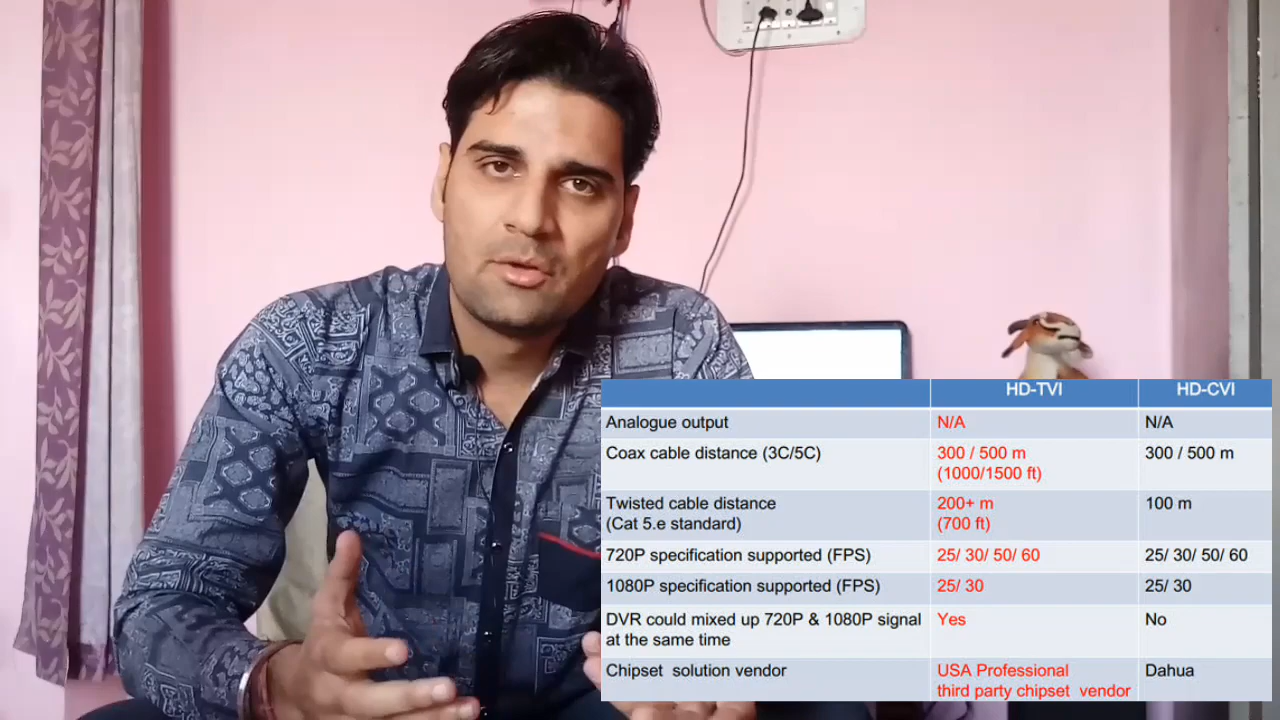 HD-TVI HD-CVI
Analogue output N/A N/A
Coax cable distance (3C/5C) 300 / 500 m 300 / 500 m
(1000/1500 ft)
Twisted cable distance 200+ m 100 m
(Cat 5.e standard) (700 ft)
720P specification supported (FPS) 25/ 30/ 50/ 60 25/ 30/ 50/ 60
1080P specification supported (FPS) 25/ 30 25/ 30
DVR could mixed up 720P & 1080P signal Yes No
at the same time
Chipset solution vendor USA Professional Dahua
third party chipset vendor